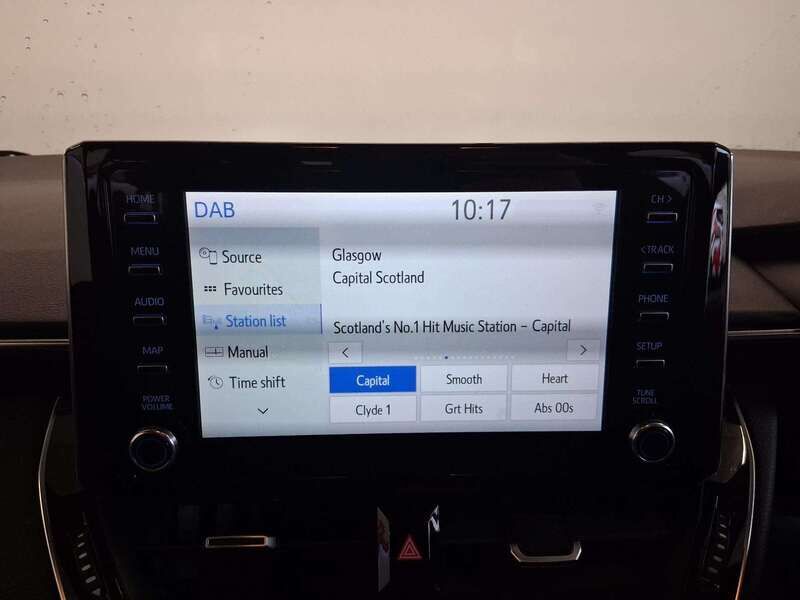 HOME
MENU
AUDIO
MAP
POWER
VOLUME
DAB 10:17
Source
Favourites
Station list
Manual
Time shift
Glasgow
Capital Scotland
Scotland's No.1 Hit Music Station - Capital
Capital Smooth Heart
Clyde 1 Grt Hits Abs 00s
CH >
<TRACK
PHONE
SETUP
TUNE
SCROLL